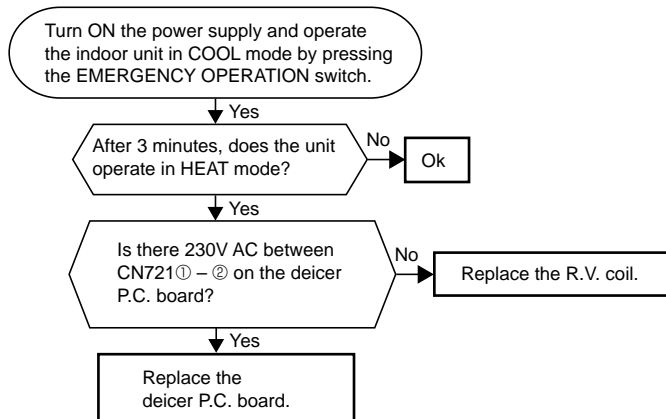 Turn ON the power supply and operate
the indoor unit in COOL mode by pressing
the EMERGENCY OPERATION switch.
Yes
After 3 minutes, does the unit
operate in HEAT mode?
No
Ok
Yes
Is there 230V AC between
CN721① – ② on the deicer
P.C. board?
No
Replace the R.V. coil.
Yes
Replace the
deicer P.C. board.